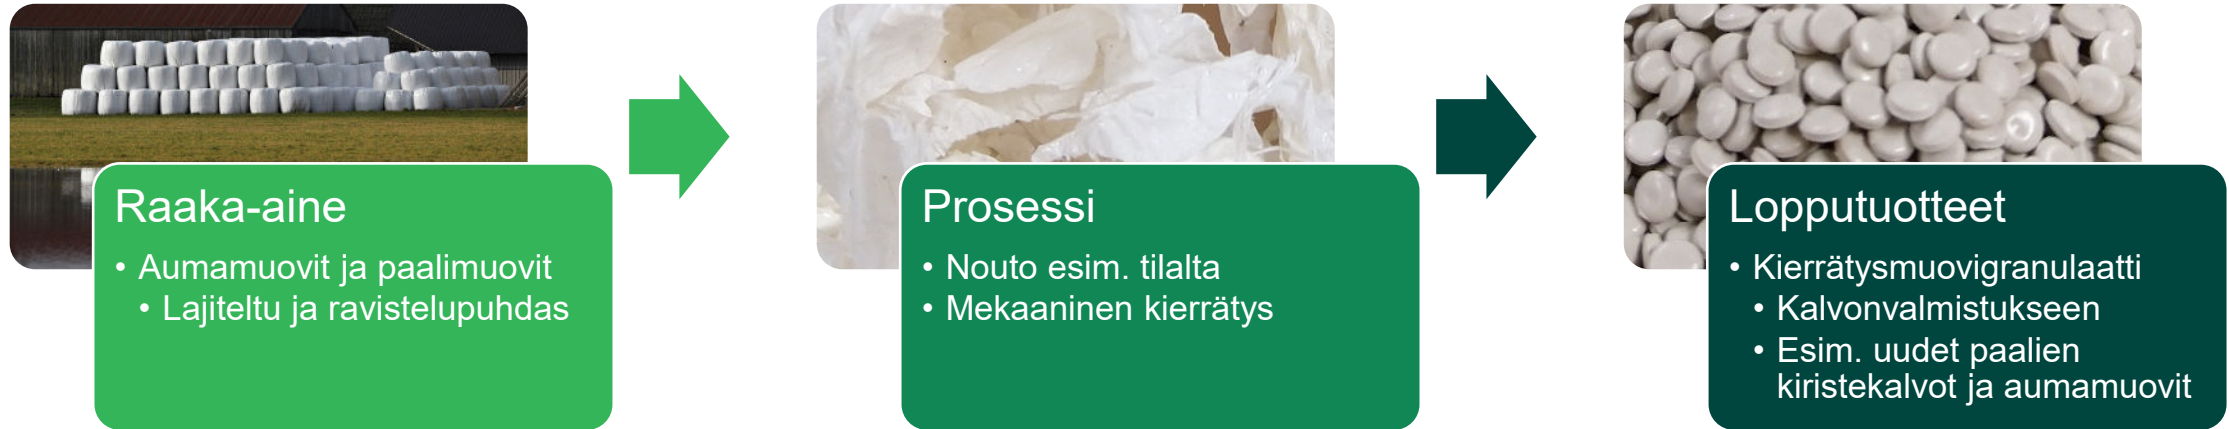 Raaka-aine
• Aumamuovit ja paalimuovit
• Lajiteltu ja ravistelupuhdas
Prosessi
• Nouto esim. tilalta
• Mekaaninen kierrätys
Lopputuotteet
• Kierrätysmuovigranulaatti
• Kalvonvalmistukseen
• Esim. uudet paalien
kiristekalvot ja aumamuovit